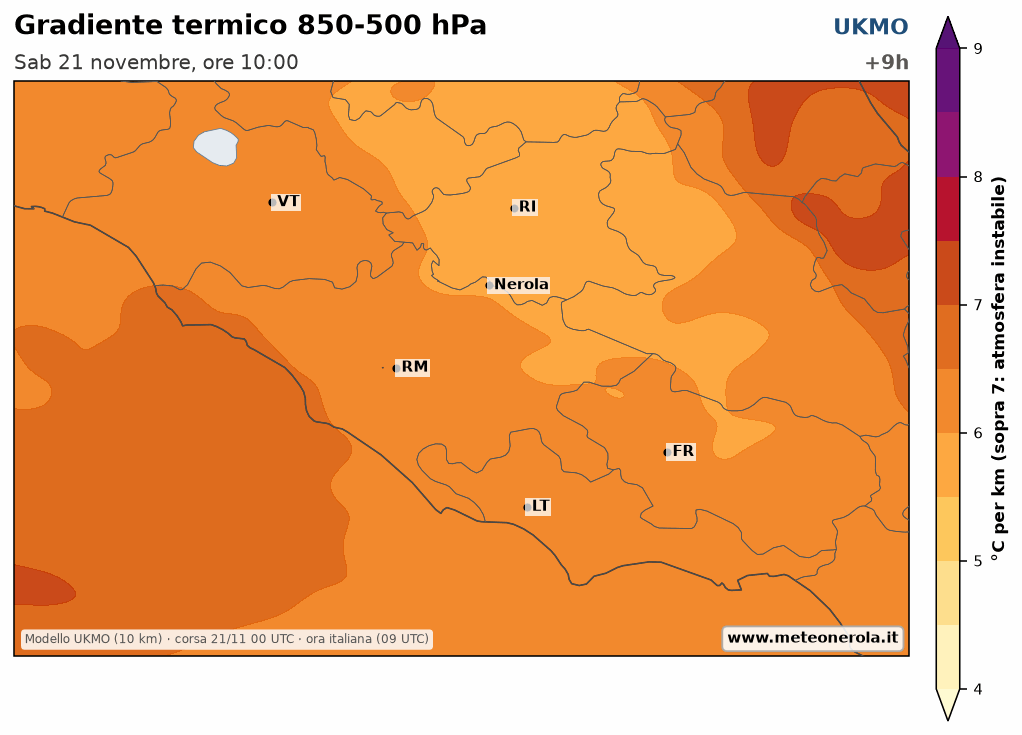 Gradiente termico 850-500 hPa
UKMO
Sab 21 novembre, ore 10:00
+9h
VT
RI
Nerola
RM
FR
LT
Modello UKMO (10 km) · corsa 21/11 00 UTC · ora italiana (09 UTC)
www.meteonerola.it
9
8
7
6
5
4
°C per km (sopra 7: atmosfera instabile)